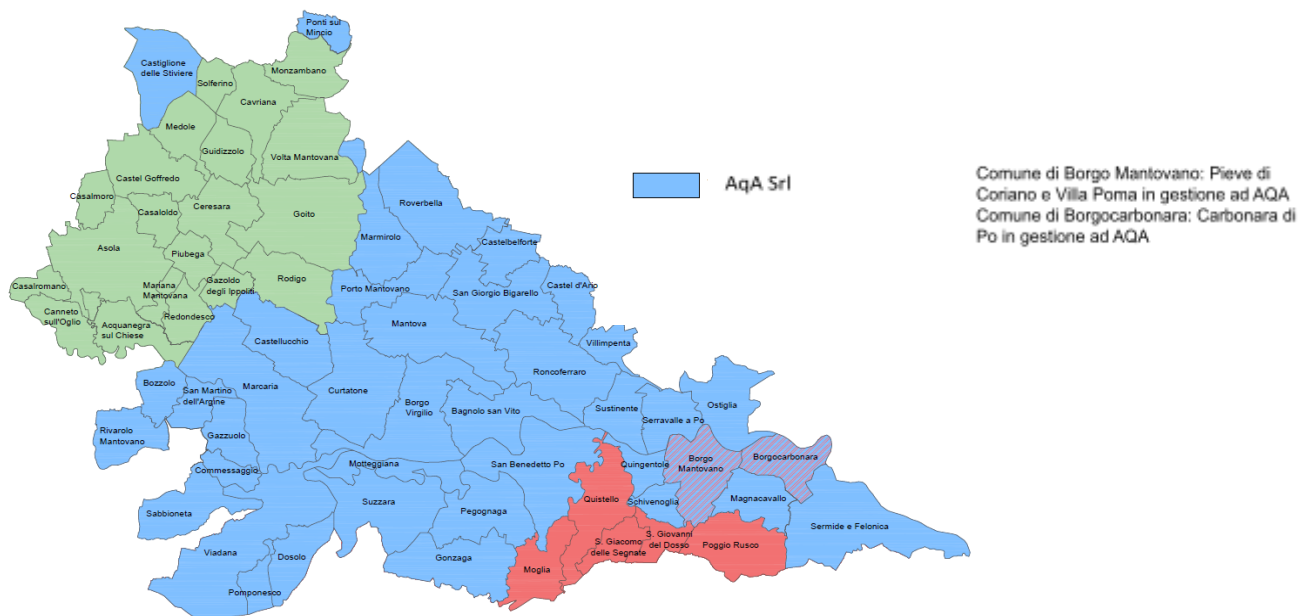 Ponti sul
Mincio
Castiglione
delle Stiviere
Monzambano
Solferino
Cavriana
Medole
Guidizzolo
Volta Mantovana
Castel Goffredo
Casalmoro
Casaloldo
Ceresara
Goito
Roverbella
Marmirolo
Castelbelforte
Asola
Piubega
Casalromano
Mariana
Mantovana
Gazoldo
degli Ippoliti
Rodigo
Porto Mantovano
San Giorgio Bigarello
Castel d'Ario
Canneto
sull'Oglio
Acquanegra
sul Chiese
Redondesco
Mantova
Villimpenta
Castellucchio
Roncoferraro
Bozzolo
San Martino
dell'Argine
Marcaria
Curtatone
Borgo
Virgilio
Bagnolo san Vito
Sustinente
Serravalle a Po
Ostiglia
Rivarolo
Mantovano
Gazzuolo
Commessaggio
Motteggiana
San Benedetto Po
Quingentole
Borgo
Mantovano
Borgocarbonara
Sabbioneta
Suzzara
Pegognaga
Quistello
Schivenoglia
Magnacavallo
Sermide e Felonica
Viadana
Dosolo
Pomponesco
Gonzaga
Moglia
S. Giacomo
delle Segnate
S. Giovanni
del Dosso
Poggio Rusco
AqA Srl
Comune di Borgo Mantovano: Pieve di
Coriano e Villa Poma in gestione ad AQA
Comune di Borgocarbonara: Carbonara di
Po in gestione ad AQA